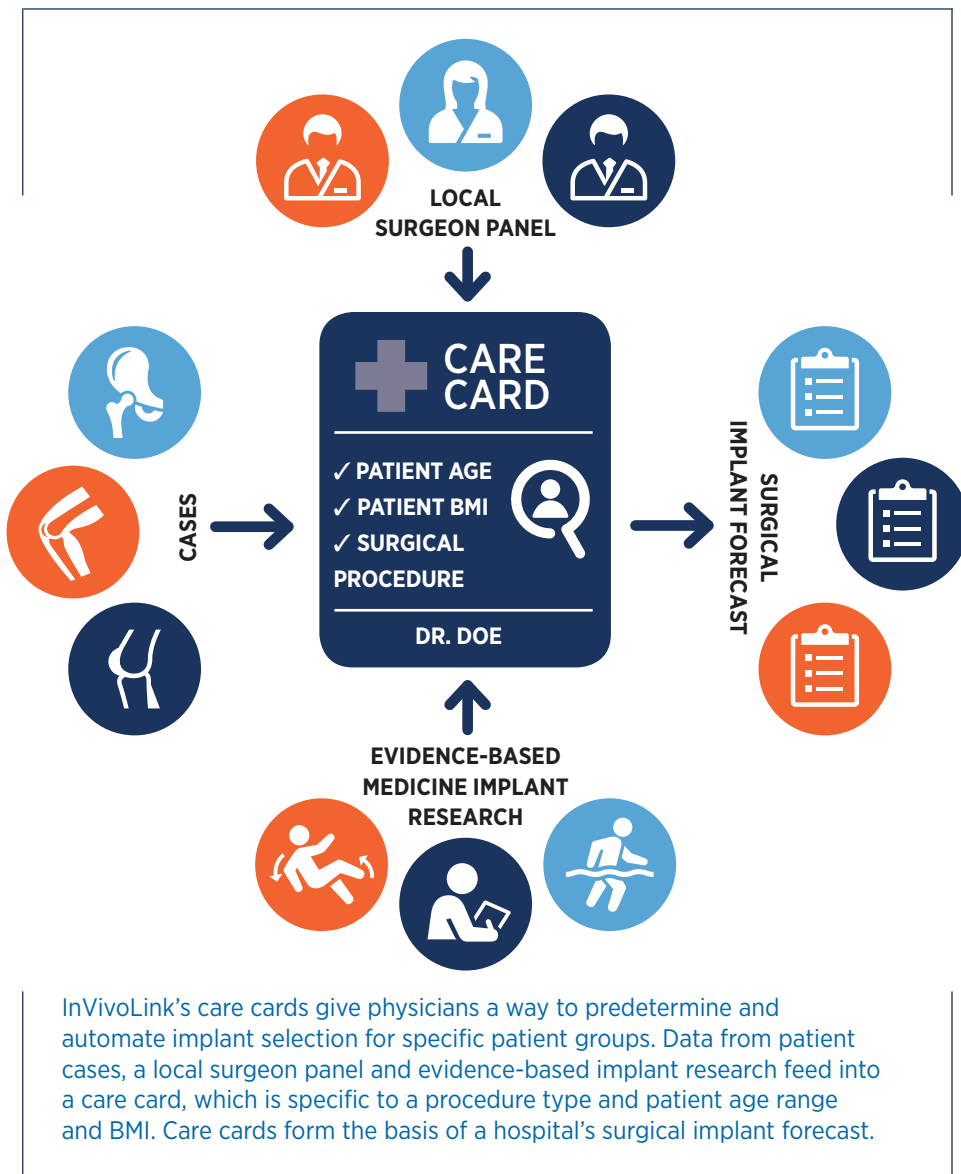 LOCAL
SURGEON PANEL
CARE
CARD
✓ PATIENT AGE
✓ PATIENT BMI
✓ SURGICAL
PROCEDURE
DR. DOE
CASES
SURGICAL
IMPLANT FORECAST
EVIDENCE-BASED
MEDICINE IMPLANT
RESEARCH
InVivoLink’s care cards give physicians a way to predetermine and
automate implant selection for specific patient groups. Data from patient
cases, a local surgeon panel and evidence-based implant research feed into
a care card, which is specific to a procedure type and patient age range
and BMI. Care cards form the basis of a hospital’s surgical implant forecast.